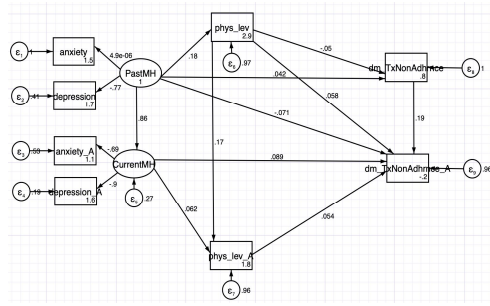 phys_lev
2.9
ε₁
1
anxiety
1.5
4.9e-06
.18
-.05
PastMH
1
ε₆
.97
dm_TxNonAdhrnce
.8
ε₈
1
ε₂
.41
depression
1.7
-.77
.042
.058
-.071
.86
.17
.19
ε₃
.53
anxiety_A
1.1
-.69
CurrentMH
.089
dm_TxNonAdhrnce_A
-.2
ε₉
.96
ε₄
.19
depression_A
1.6
-.9
ε₅
.27
.062
.054
phys_lev_A
1.8
ε₇
.96